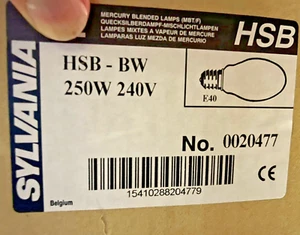 MERCURY BLENDED LAMPS (MBT/F)
QUECKSILBERDAMPF-MISCHLICHTLAMPEN
LAMPES MIXTES A VAPEUR DE MERCURE
LAMPARAS LUZ MEZCLA DE MERCURIO
HSB
SYLVANIA
HSB - BW
250W 240V
E40
No. 0020477
15410288204779
CE
Belgium